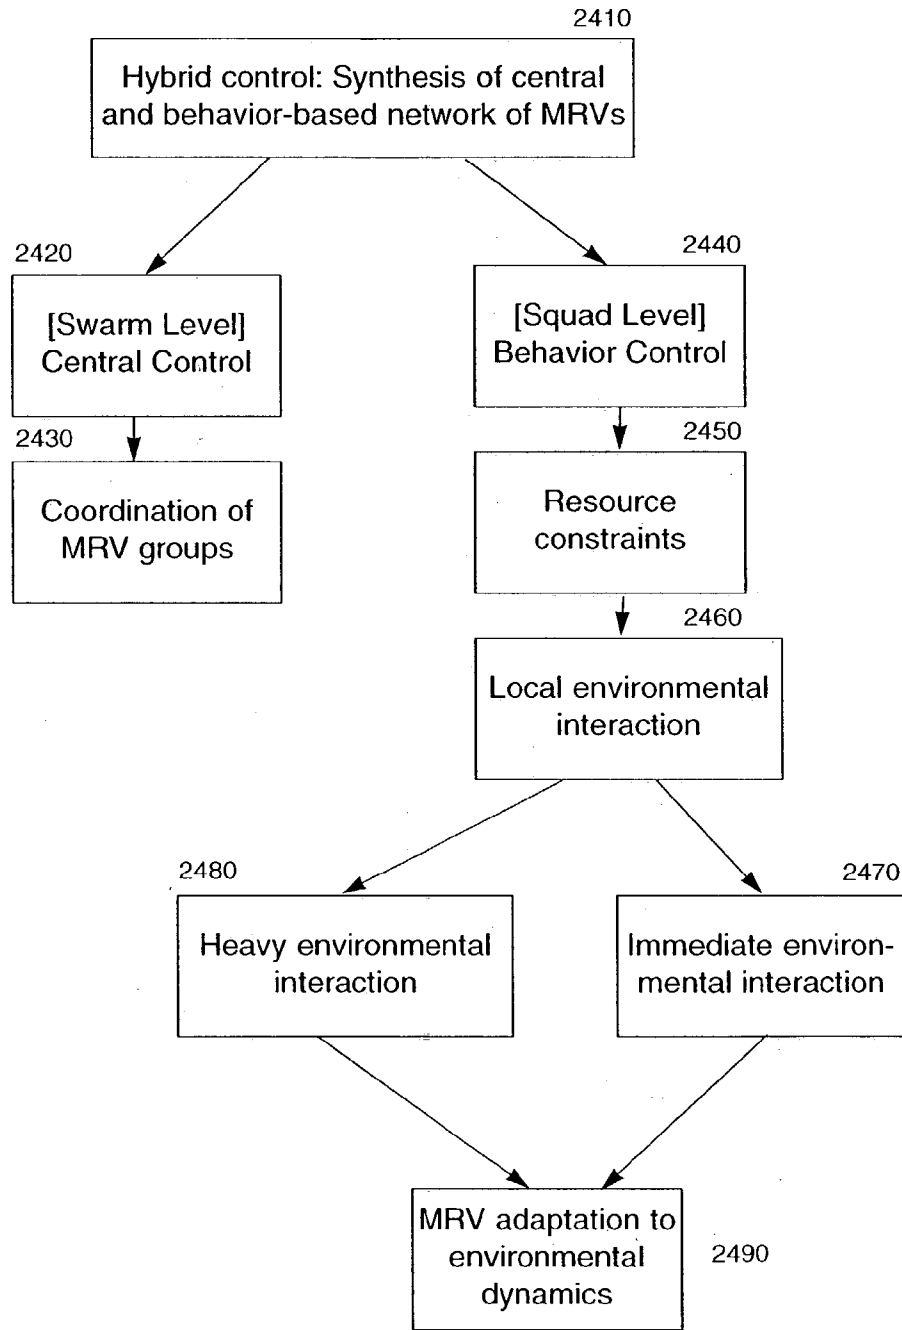 2410
Hybrid control: Synthesis of central
and behavior-based network of MRVs
2420
[Swarm Level]
Central Control
2440
[Squad Level]
Behavior Control
2430
Coordination of
MRV groups
2450
Resource
constraints
2460
Local environmental
interaction
2480
Heavy environmental
interaction
2470
Immediate environ-
mental interaction
MRV adaptation to
environmental
dynamics
2490